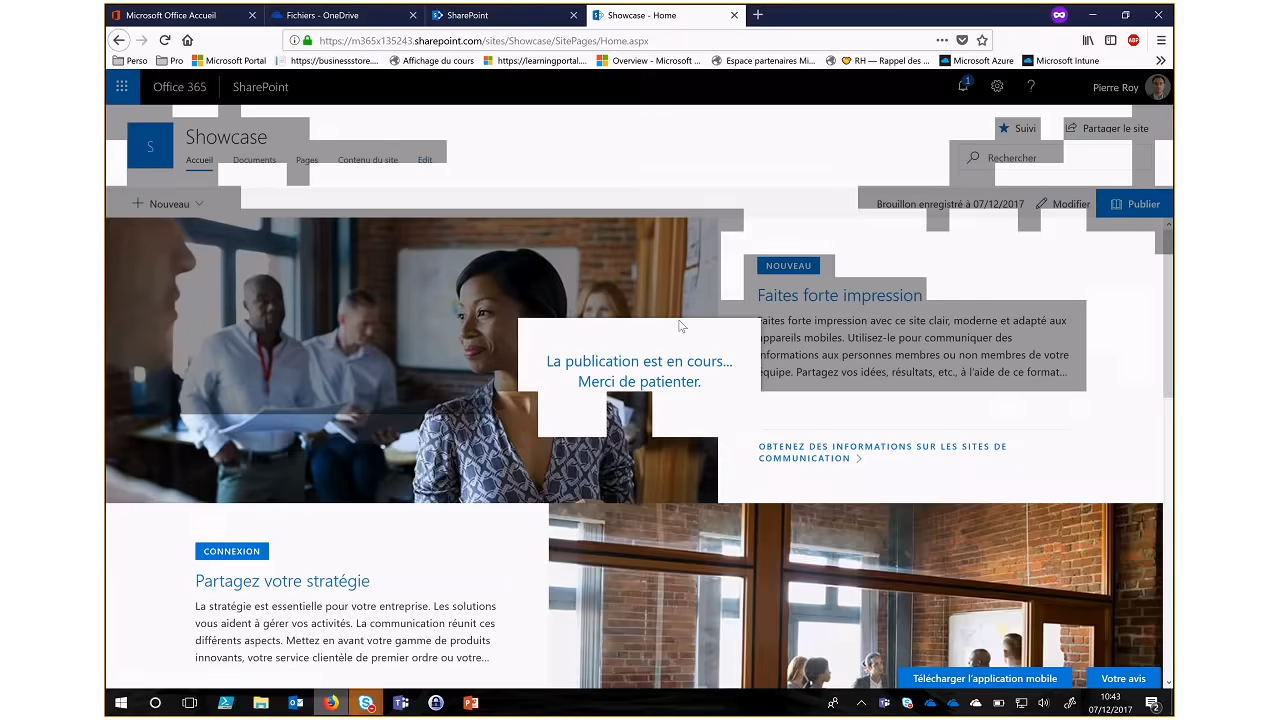 Microsoft Office Accueil
Fichiers - OneDrive
SharePoint
Showcase - Home
https://m365x135243.sharepoint.com/sites/Showcase/SitePages/Home.aspx
ABP
Perso
Pro
Microsoft Portal
https://businessstore....
Affichage du cours
https://learningportal....
Overview - Microsoft ...
Espace partenaires Mi...
RH — Rappel des ...
Microsoft Azure
Microsoft Intune
Office 365
SharePoint
1
?
Pierre Roy
S
Showcase
Suivi
Partager le site
Accueil
Documents
Pages
Contenu du site
Edit
Rechercher
Nouveau
Brouillon enregistré à 07/12/2017
Modifier
Publier
NOUVEAU
Faites forte impression
Faites forte impression avec ce site clair, moderne et adapté aux
appareils mobiles. Utilisez-le pour communiquer des
informations aux personnes membres ou non membres de votre
équipe. Partagez vos idées, résultats, etc., à l'aide de ce format...
La publication est en cours...
Merci de patienter.
OBTENEZ DES INFORMATIONS SUR LES SITES DE
COMMUNICATION
CONNEXION
Partagez votre stratégie
La stratégie est essentielle pour votre entreprise. Les solutions
vous aident à gérer vos activités. La communication réunit ces
différents aspects. Mettez en avant votre gamme de produits
innovants, votre service clientèle de premier ordre ou votre...
Télécharger l'application mobile
Votre avis
10:43
07/12/2017
2